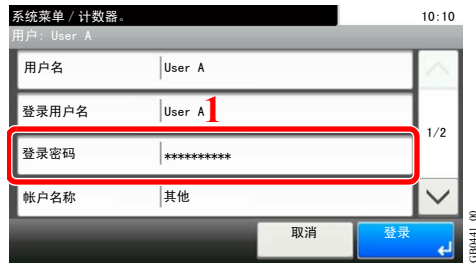 系统菜单 / 计数器。 10:10
用户: User A
用户名 User A
登录用户名 User A 1
1/2
登录密码 **********
帐户名称 其他
取消 登录
GB0441_00